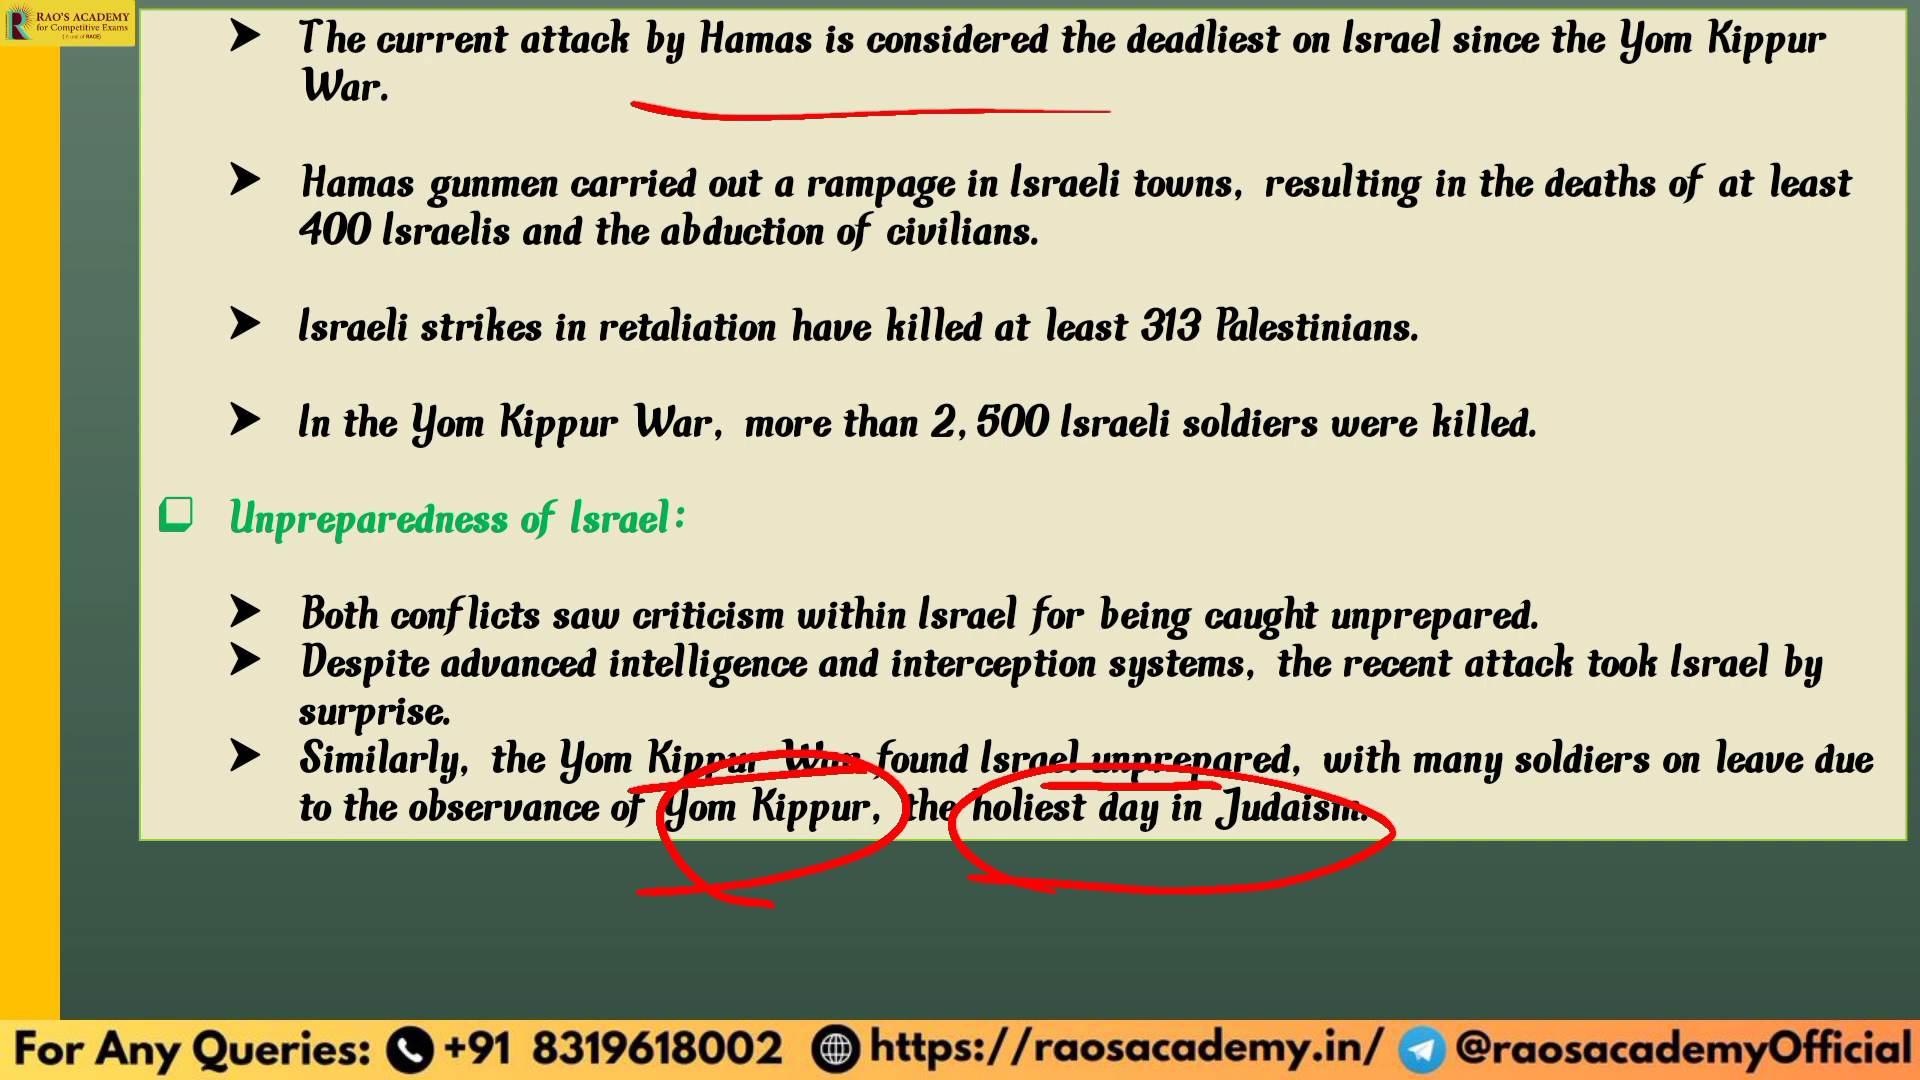 RAO'S ACADEMY
for Competitive Exams
(A unit of RACE)
The current attack by Hamas is considered the deadliest on Israel since the Yom Kippur
War.
Hamas gunmen carried out a rampage in Israeli towns, resulting in the deaths of at least
400 Israelis and the abduction of civilians.
Israeli strikes in retaliation have killed at least 313 Palestinians.
In the Yom Kippur War, more than 2,500 Israeli soldiers were killed.
Unpreparedness of Israel:
Both conflicts saw criticism within Israel for being caught unprepared.
Despite advanced intelligence and interception systems, the recent attack took Israel by
surprise.
Similarly, the Yom Kippur War found Israel unprepared, with many soldiers on leave due
to the observance of Yom Kippur, the holiest day in Judaism.
For Any Queries: +91 8319618002 https://raosacademy.in/ @raosacademyOfficial